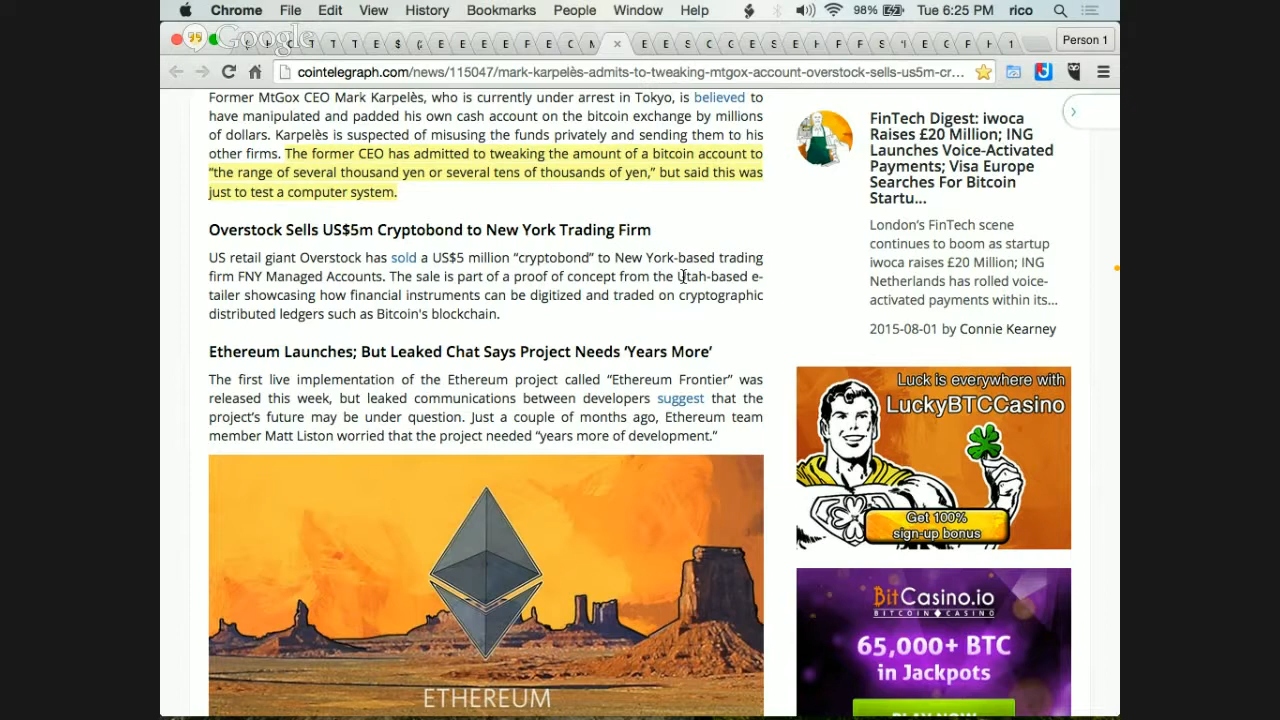 Chrome File Edit View History Bookmarks People Window Help 98% Tue 6:25 PM rico
Google
T T T E $ E E E E F E C M E E S C C E S E H F F S E C F H 1 Person 1
cointelegraph.com/news/115047/mark-karpelès-admits-to-tweaking-mtgox-account-overstock-sells-us5m-cr...
Former MtGox CEO Mark Karpelès, who is currently under arrest in Tokyo, is believed to
have manipulated and padded his own cash account on the bitcoin exchange by millions
of dollars. Karpelès is suspected of misusing the funds privately and sending them to his
other firms. The former CEO has admitted to tweaking the amount of a bitcoin account to
“the range of several thousand yen or several tens of thousands of yen,” but said this was
just to test a computer system.
Overstock Sells US$5m Cryptobond to New York Trading Firm
US retail giant Overstock has sold a US$5 million “cryptobond” to New York-based trading
firm FNY Managed Accounts. The sale is part of a proof of concept from the Utah-based e-
tailer showcasing how financial instruments can be digitized and traded on cryptographic
distributed ledgers such as Bitcoin's blockchain.
Ethereum Launches; But Leaked Chat Says Project Needs ‘Years More’
The first live implementation of the Ethereum project called “Ethereum Frontier” was
released this week, but leaked communications between developers suggest that the
project’s future may be under question. Just a couple of months ago, Ethereum team
member Matt Liston worried that the project needed “years more of development.”
ETHEREUM
FinTech Digest: iwoca
Raises £20 Million; ING
Launches Voice-Activated
Payments; Visa Europe
Searches For Bitcoin
Startu...
London’s FinTech scene
continues to boom as startup
iwoca raises £20 Million; ING
Netherlands has rolled voice-
activated payments within its...
2015-08-01 by Connie Kearney
Luck is everywhere with
LuckyBTCCasino
Get 100%
sign-up bonus
BitCasino.io
BITCOIN CASINO
65,000+ BTC
in Jackpots
PLAY NOW